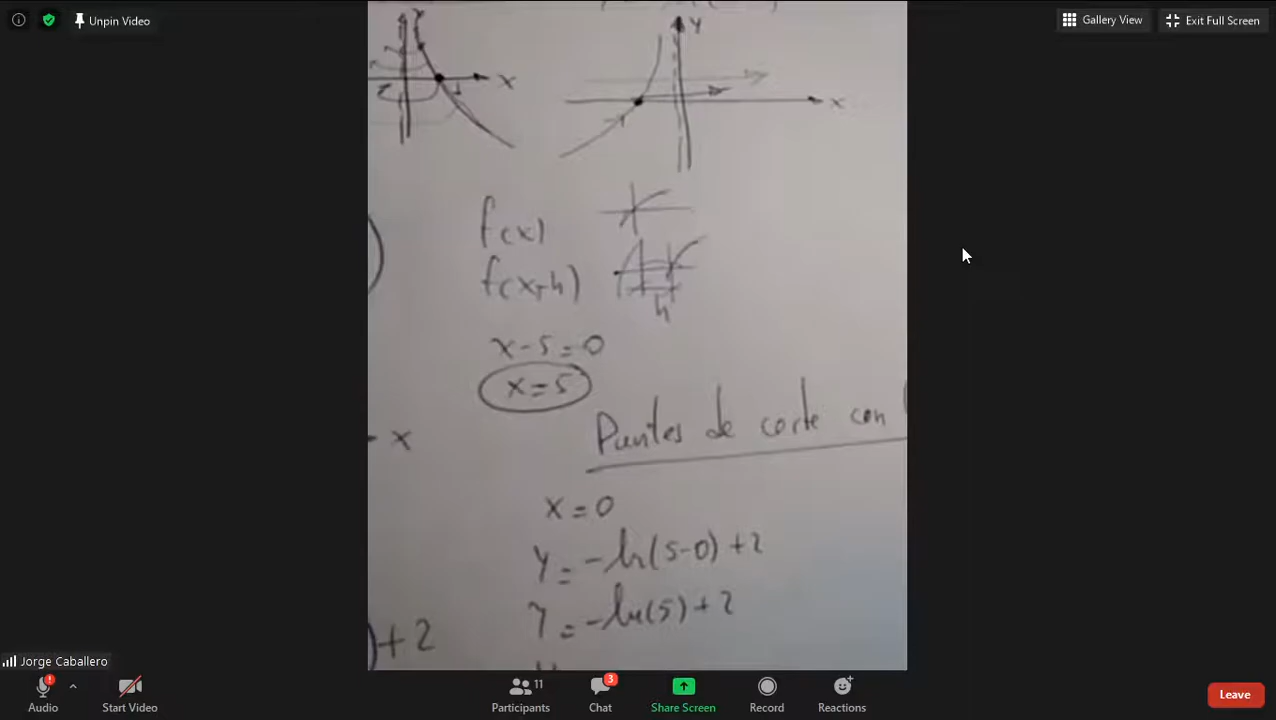 Unpin Video
Gallery View
Exit Full Screen
x
y
x
f(x)
f(x+h)
h
x-5=0
x=5
Puntes de corte con
x
x=0
y=-ln(5-0)+2
y=-ln(5)+2
)+2
Jorge Caballero
Audio
Start Video
11
Participants
3
Chat
Share Screen
Record
Reactions
Leave